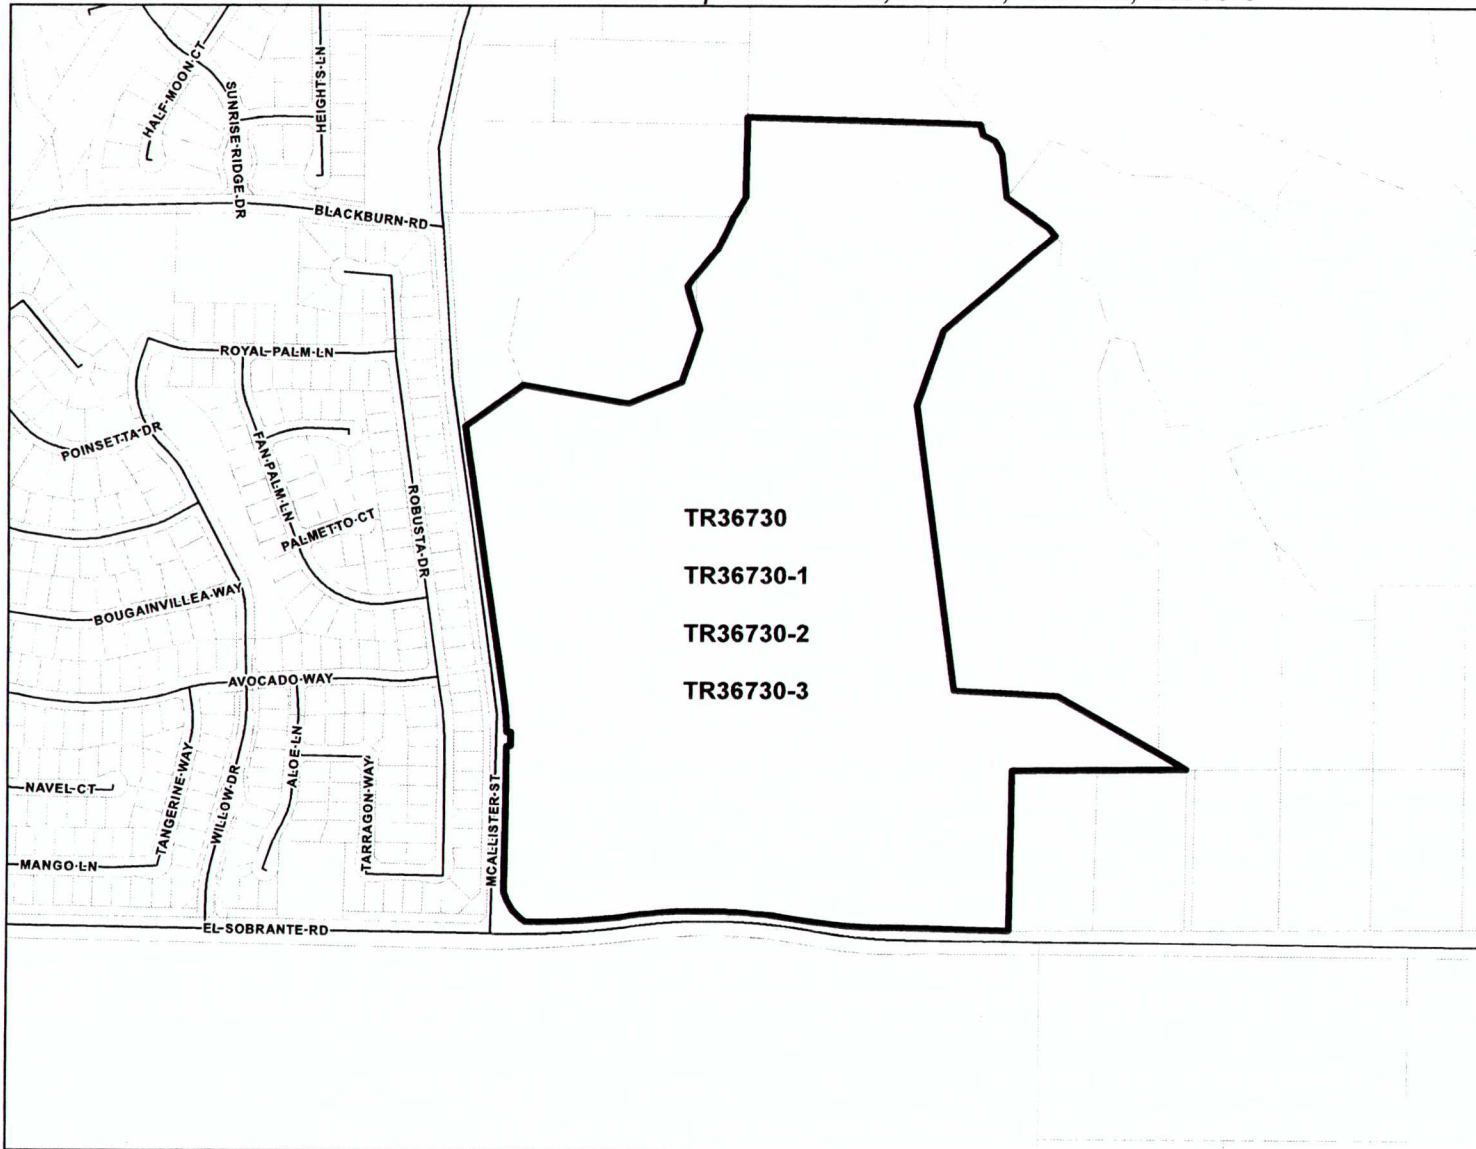 HALF-MOON-CT
SUNRISE-RIDGE-DR
HEIGHTS-LN
BLACKBURN-RD
ROYAL-PALM-LN
POINSETTA-DR
FAN-PALM-LN
PALMETTO-CT
ROBUSTA-DR
BOUGAINVILLEA-WAY
AVOCADO-WAY
TR36730
TR36730-1
TR36730-2
TR36730-3
NAVEL-CT
TANGERINE-WAY
WILLOW-DR
ALOE-LN
TARRAGON-WAY
MCALLISTER-ST
MANGO-LN
EL-SOBRANTE-RD